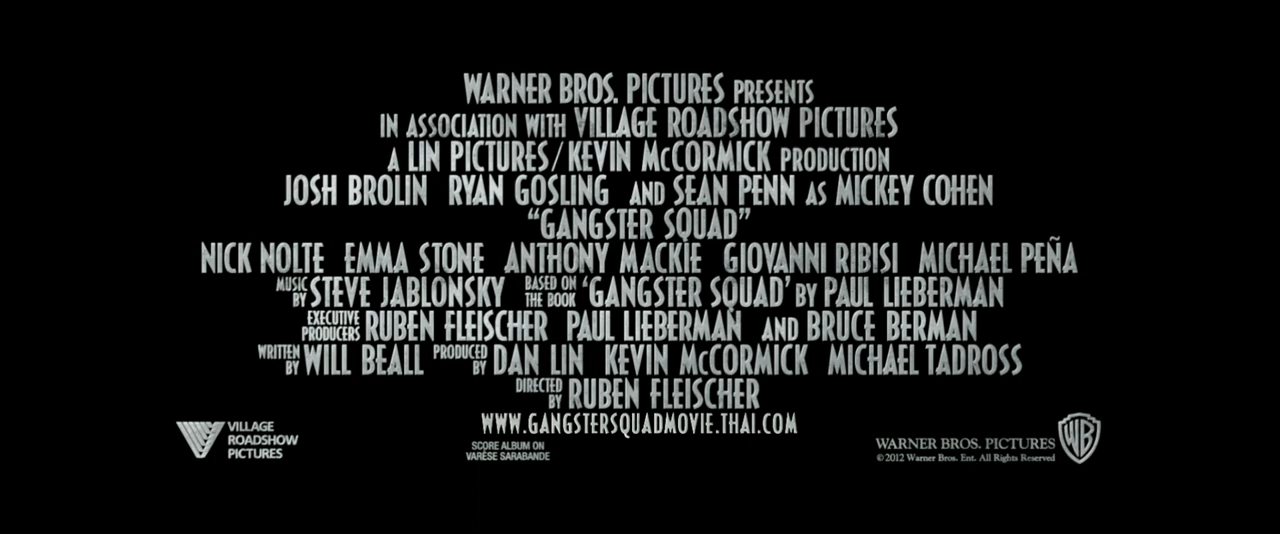 WARNER BROS. PICTURES PRESENTS
IN ASSOCIATION WITH VILLAGE ROADSHOW PICTURES
A LIN PICTURES/KEVIN McCORMICK PRODUCTION
JOSH BROLIN RYAN GOSLING AND SEAN PENN AS MICKEY COHEN
“GANGSTER SQUAD”
NICK NOLTE EMMA STONE ANTHONY MACKIE GIOVANNI RIBISI MICHAEL PEÑA
MUSIC BY STEVE JABLONSKY BASED ON THE BOOK ‘GANGSTER SQUAD’ BY PAUL LIEBERMAN
EXECUTIVE PRODUCERS RUBEN FLEISCHER PAUL LIEBERMAN AND BRUCE BERMAN
WRITTEN BY WILL BEALL PRODUCED BY DAN LIN KEVIN McCORMICK MICHAEL TADROSS
DIRECTED BY RUBEN FLEISCHER
WWW.GANGSTERSQUADMOVIE.THAI.COM
VILLAGE
ROADSHOW
PICTURES
SCORE ALBUM ON
VARÈSE SARABANDE
WARNER BROS. PICTURES
©2012 Warner Bros. Ent. All Rights Reserved
WB